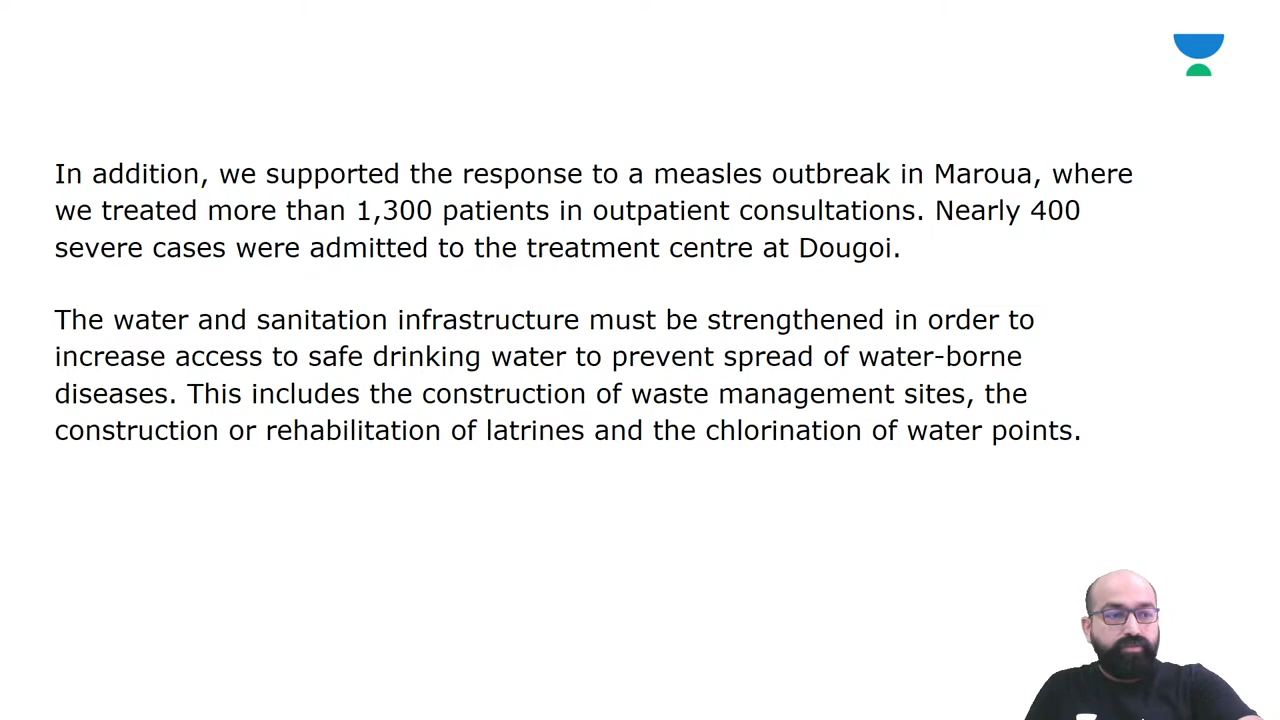 In addition, we supported the response to a measles outbreak in Maroua, where
we treated more than 1,300 patients in outpatient consultations. Nearly 400
severe cases were admitted to the treatment centre at Dougoi.
The water and sanitation infrastructure must be strengthened in order to
increase access to safe drinking water to prevent spread of water-borne
diseases. This includes the construction of waste management sites, the
construction or rehabilitation of latrines and the chlorination of water points.